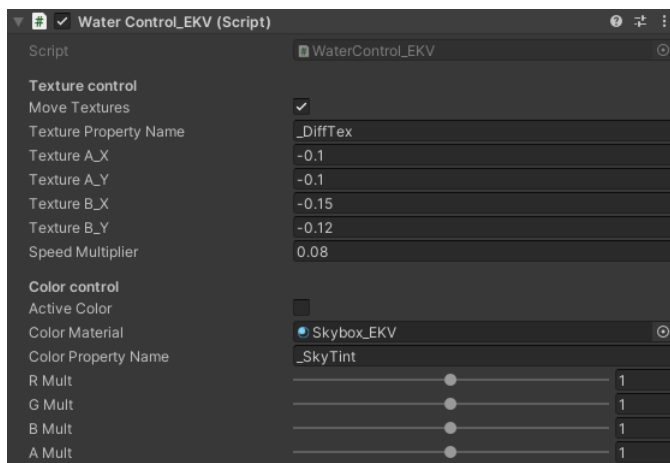 # Water Control_EKV (Script)
Script WaterControl_EKV
Texture control
Move Textures
Texture Property Name _DiffTex
Texture A_X -0.1
Texture A_Y -0.1
Texture B_X -0.15
Texture B_Y -0.12
Speed Multiplier 0.08
Color control
Active Color
Color Material Skybox_EKV
Color Property Name _SkyTint
R Mult 1
G Mult 1
B Mult 1
A Mult 1